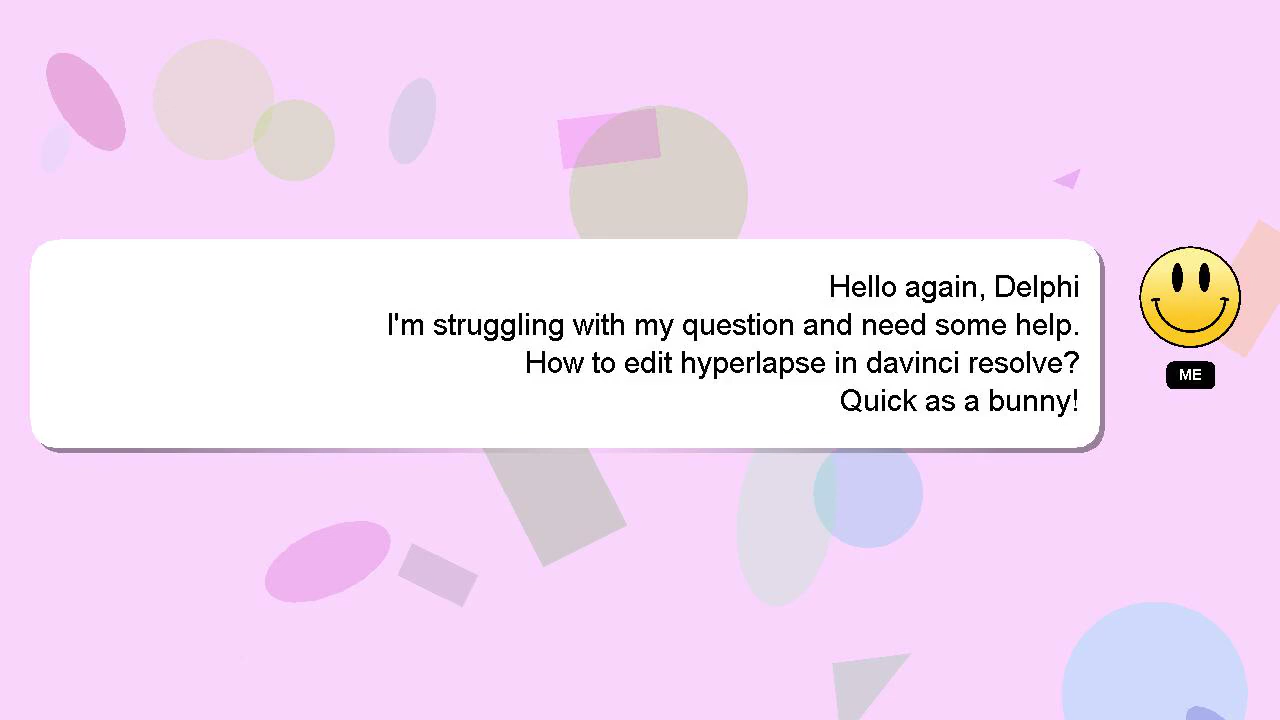 Hello again, Delphi
I'm struggling with my question and need some help.
How to edit hyperlapse in davinci resolve?
Quick as a bunny!
ME